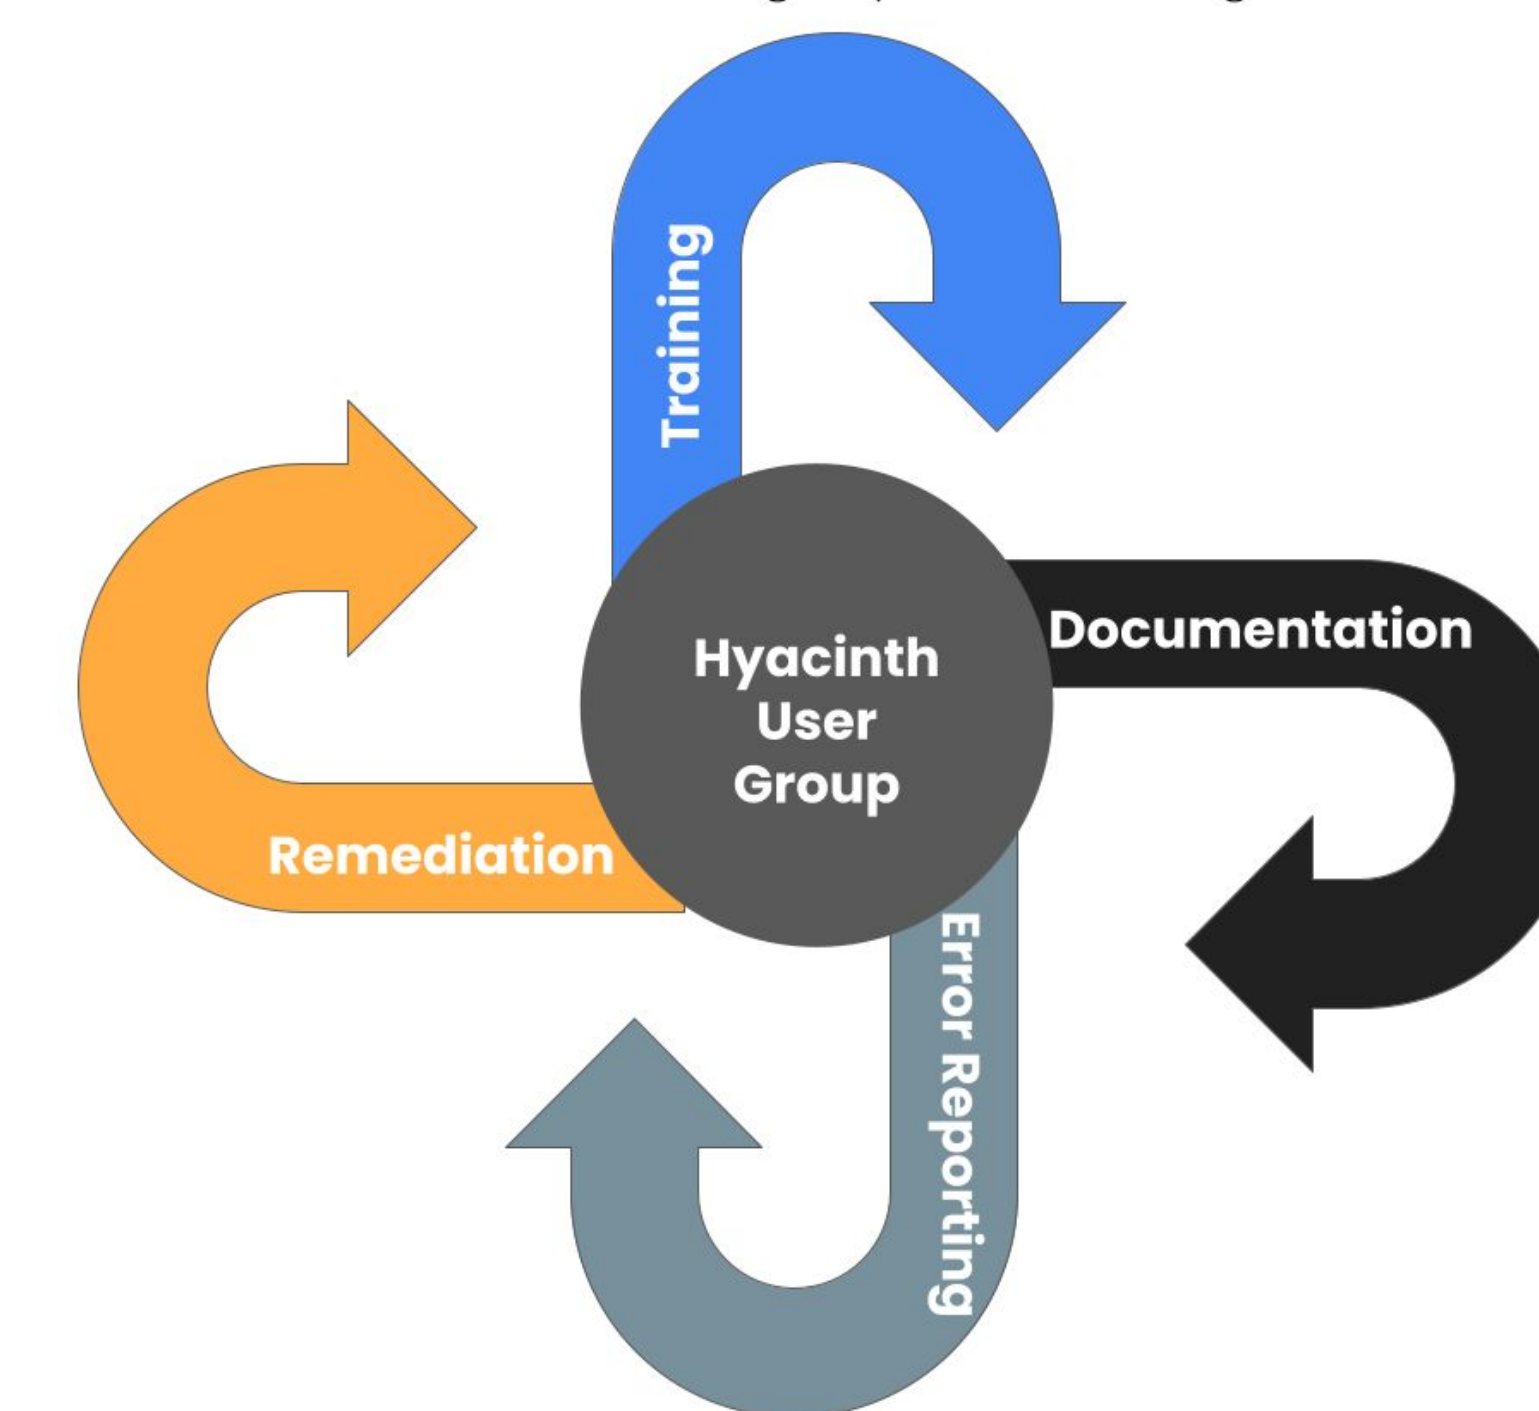 Training
Documentation
Hyacinth
User
Group
Remediation
Error Reporting